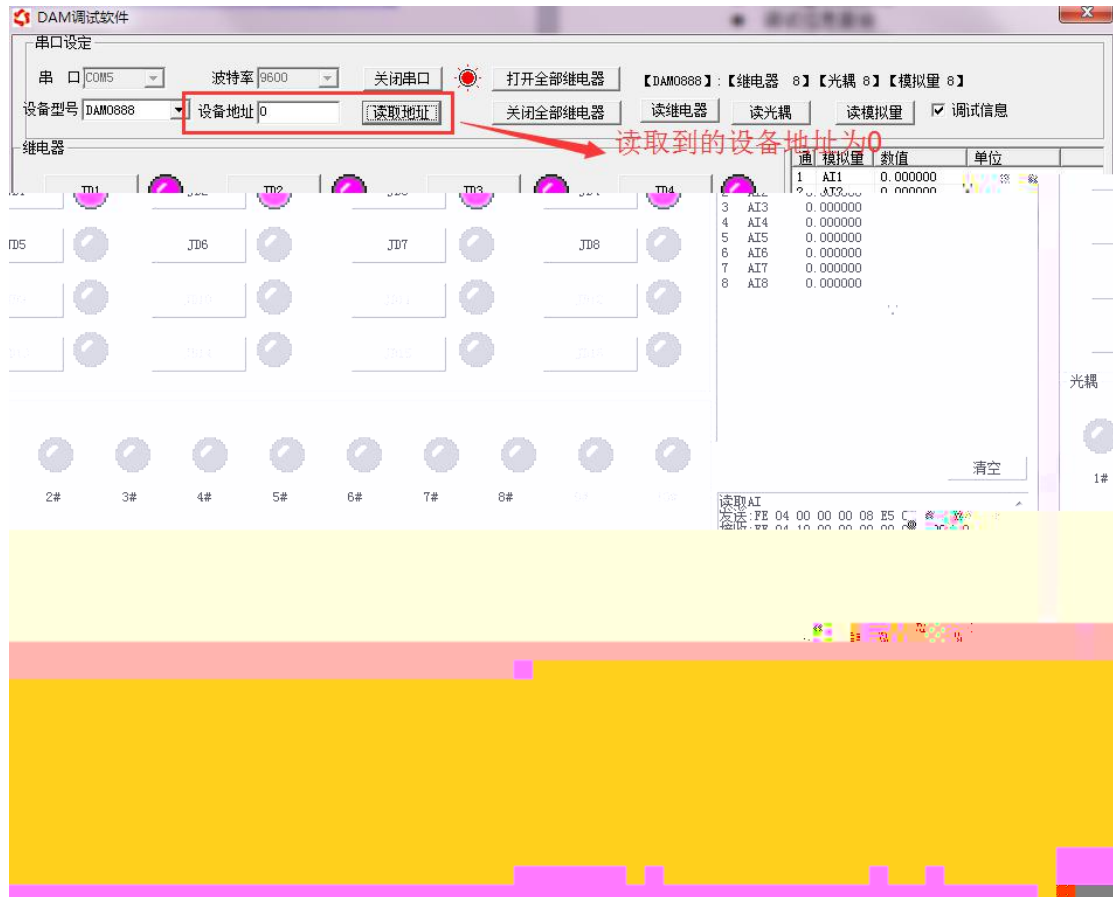 DAM调试软件
串口设定
串 口 COM5 波特率 9600 关闭串口 打开全部继电器 【DAM0888】:【继电器 8】【光耦 8】【模拟量 8】
设备型号 DAM0888 设备地址 0 读取地址 关闭全部继电器 读继电器 读光耦 读模拟量 调试信息
读取到的设备地址为0
继电器
通 模拟量 数值 单位
1 AI1 0.000000
JD1 JD2 JD3 JD4
3 AI3 0.000000
4 AI4 0.000000
JD6 JD7 JD8
5 AI5 0.000000
6 AI6 0.000000
7 AI7 0.000000
8 AI8 0.000000
光耦
清空
1#
2# 3# 4# 5# 6# 7# 8#
读取AI
发送:FE 04 00 00 00 08 E5